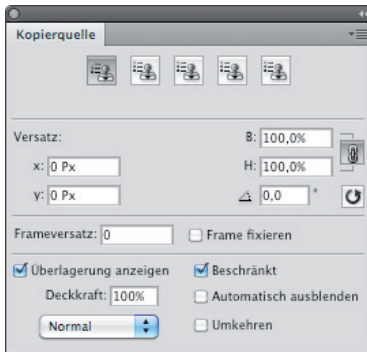 Kopierquelle
Versatz: B: 100,0%
x: 0 Px H: 100,0%
y: 0 Px 0,0 °
Frameversatz: 0 Frame fixieren
Überlagerung anzeigen Beschränkt
Deckkraft: 100% Automatisch ausblenden
Normal Umkehren